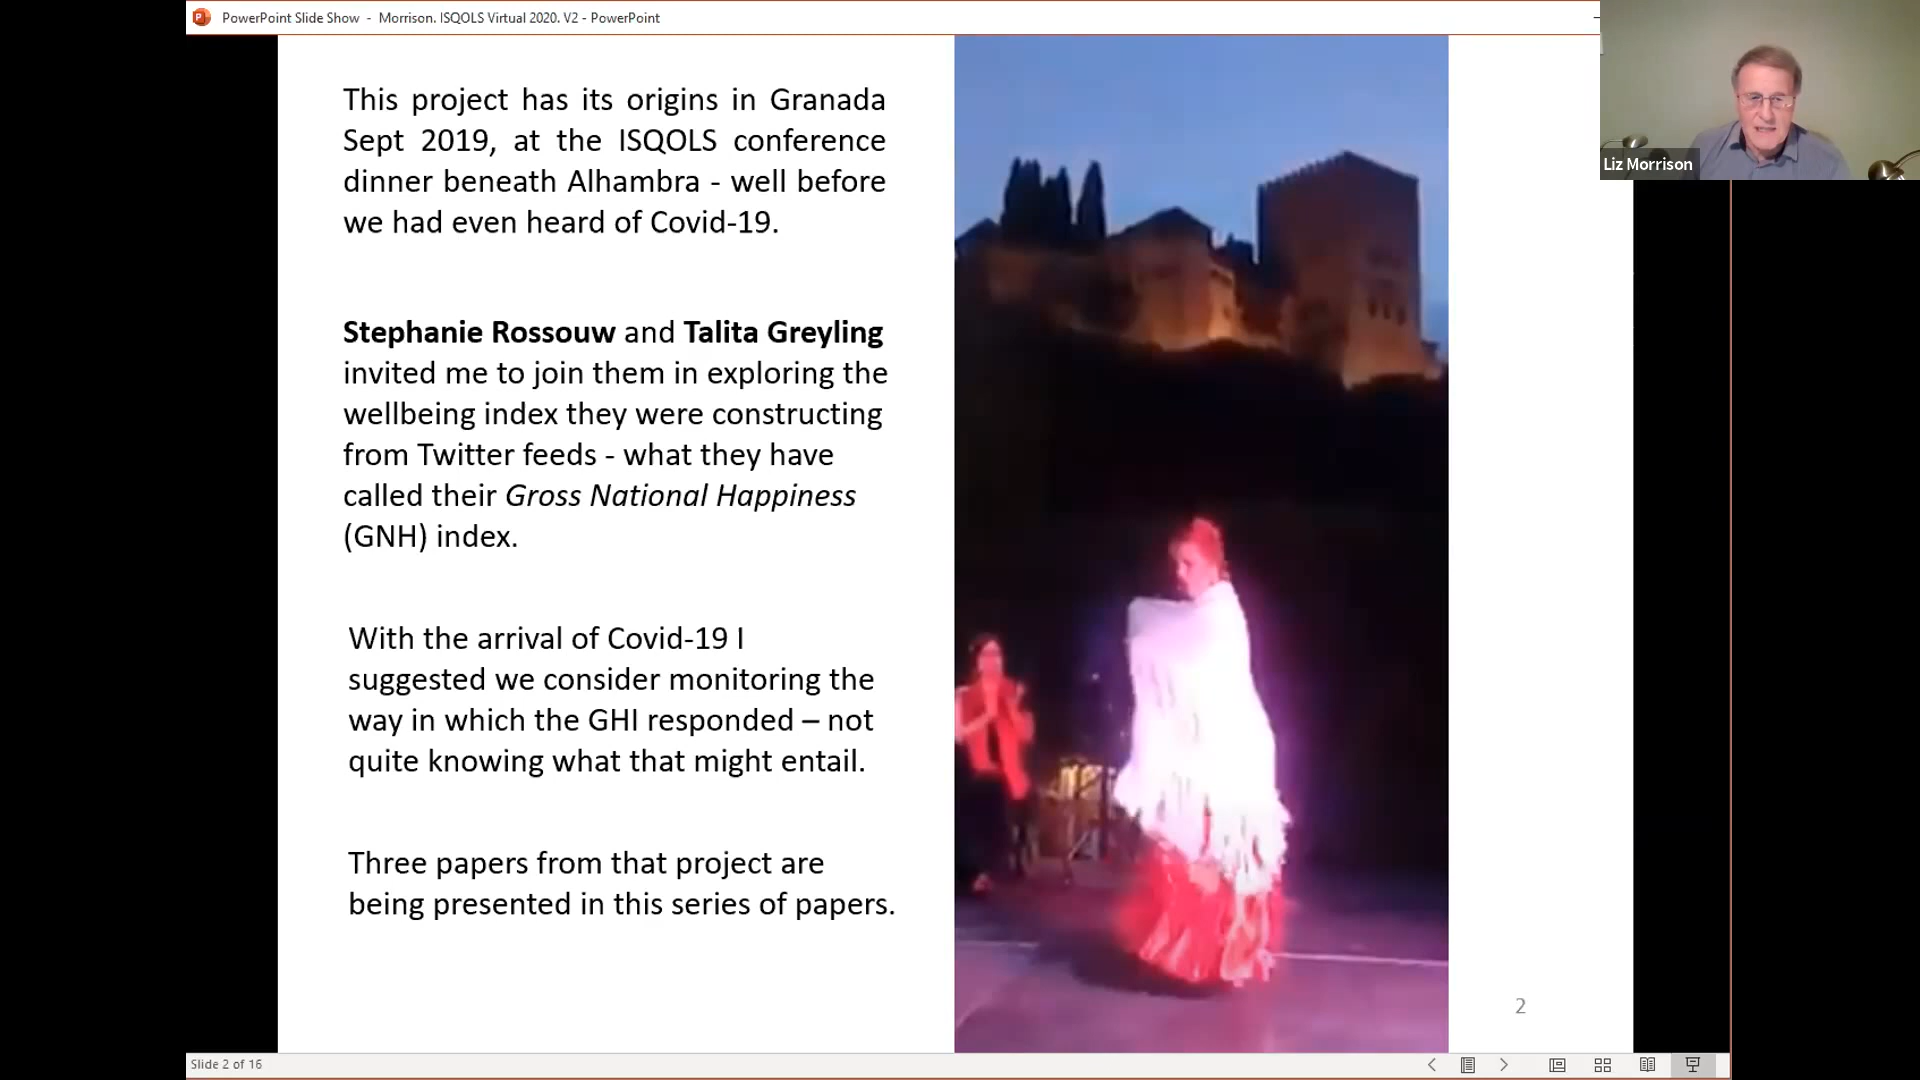 PowerPoint Slide Show - Morrison. ISQOLS Virtual 2020. V2 - PowerPoint
Liz Morrison
This project has its origins in Granada
Sept 2019, at the ISQOLS conference
dinner beneath Alhambra - well before
we had even heard of Covid-19.
Stephanie Rossouw and Talita Greyling
invited me to join them in exploring the
wellbeing index they were constructing
from Twitter feeds - what they have
called their Gross National Happiness
(GNH) index.
With the arrival of Covid-19 I
suggested we consider monitoring the
way in which the GHI responded – not
quite knowing what that might entail.
Three papers from that project are
being presented in this series of papers.
2
Slide 2 of 16